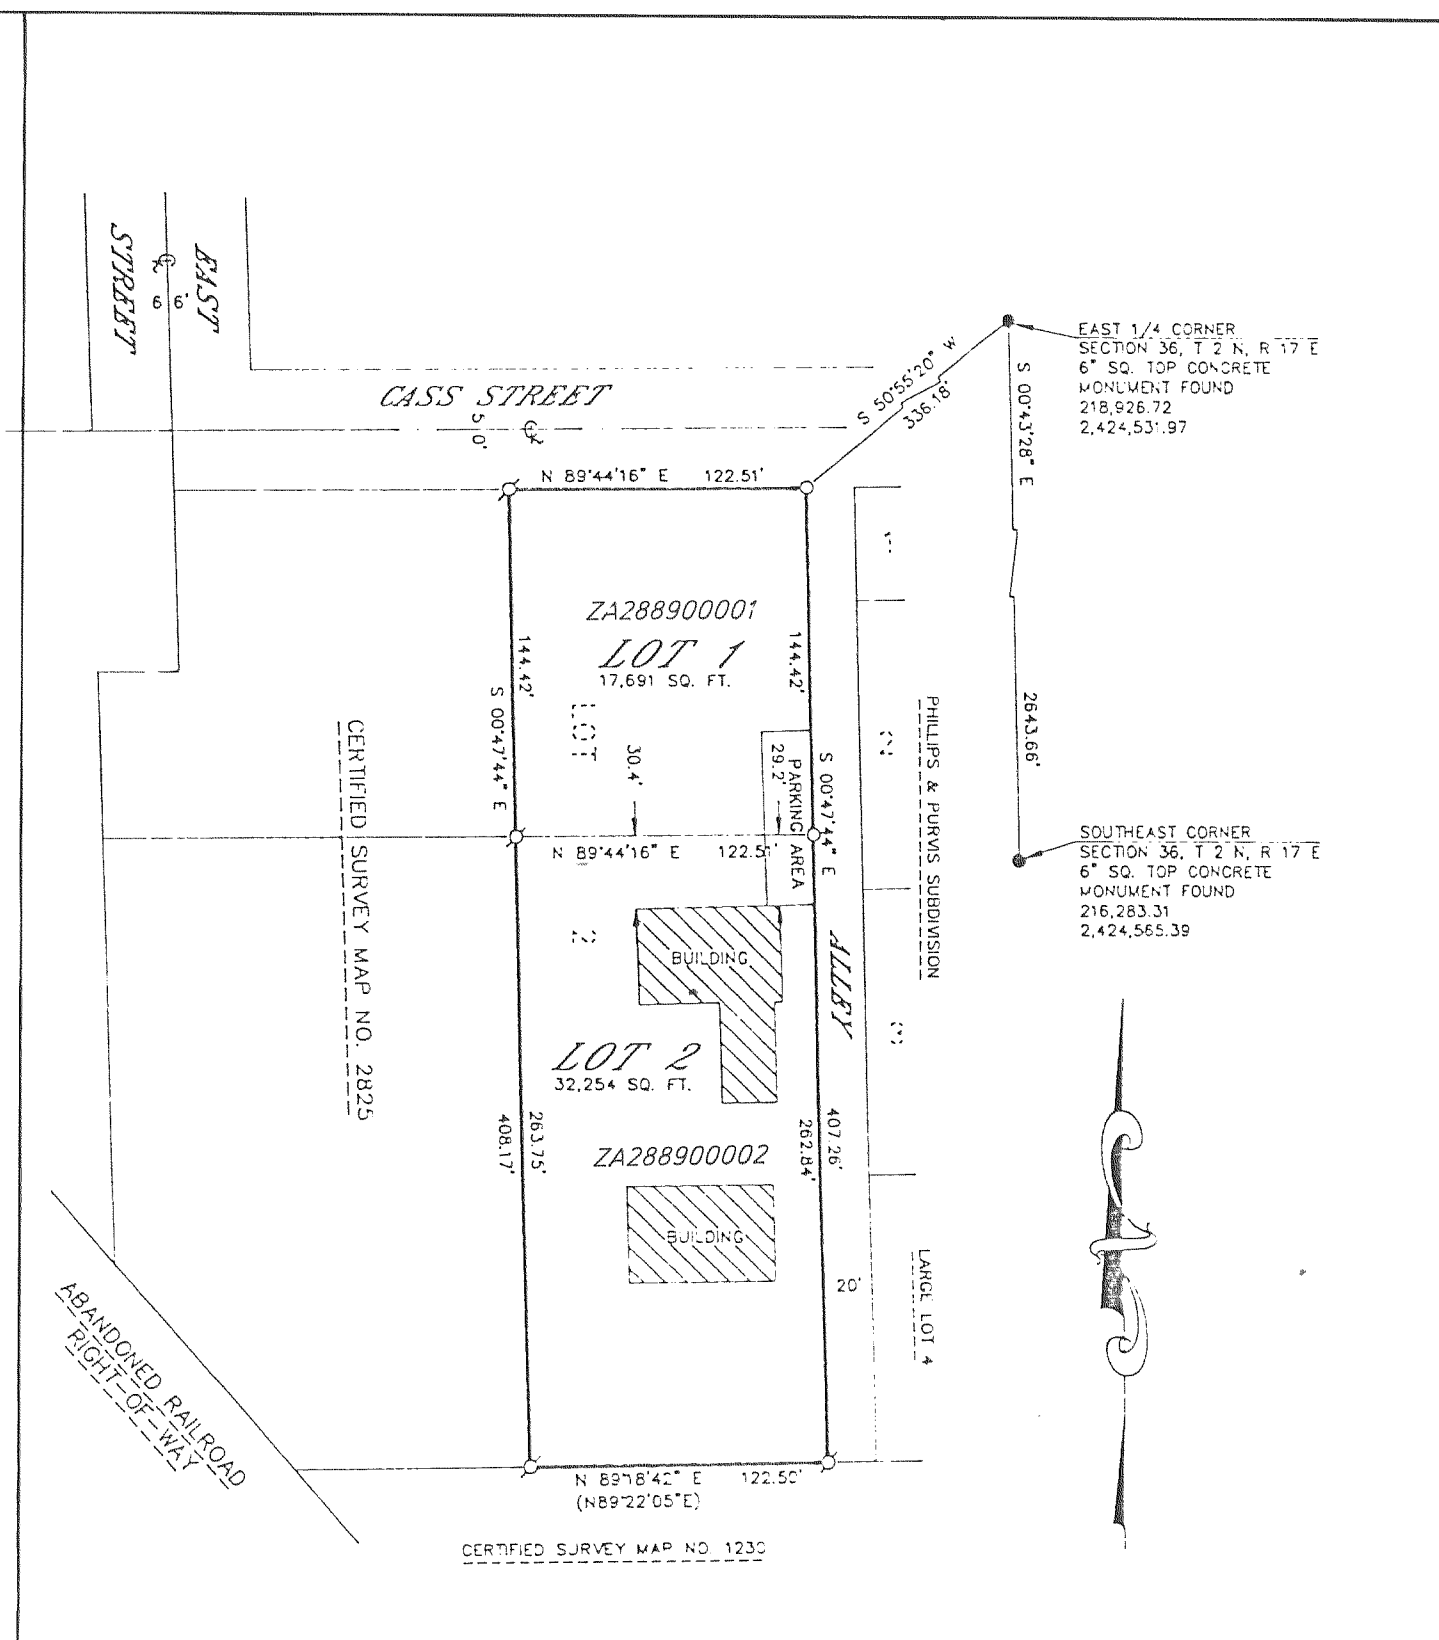 EAST
STREET
℄
66'
CASS STREET
50'
℄
S 50°55'20" W
336.18'
EAST 1/4 CORNER
SECTION 36, T 2 N, R 17 E
6" SQ. TOP CONCRETE
MONUMENT FOUND
218,926.72
2,424,531.97
S 00°43'28" E
2643.66'
N 89°44'16" E 122.51'
1
ZA288900001
LOT 1
17,691 SQ. FT.
144.42'
144.42'
S 00°47'44" E
S 00°47'44" E
LOT
2
30.4'
29.2'
PARKING AREA
2
PHILLIPS & PURVIS SUBDIVISION
CERTIFIED SURVEY MAP NO. 2825
N 89°44'16" E 122.51'
SOUTHEAST CORNER
SECTION 36, T 2 N, R 17 E
6" SQ. TOP CONCRETE
MONUMENT FOUND
216,283.31
2,424,565.39
BUILDING
ALLEY
3
LOT 2
32,254 SQ. FT.
263.75'
408.17'
407.26'
262.84'
ZA288900002
BUILDING
20'
LARGE LOT 4
ABANDONED RAILROAD
RIGHT-OF-WAY
N 89°18'42" E 122.50'
(N89°22'05"E)
CERTIFIED SURVEY MAP NO. 1230